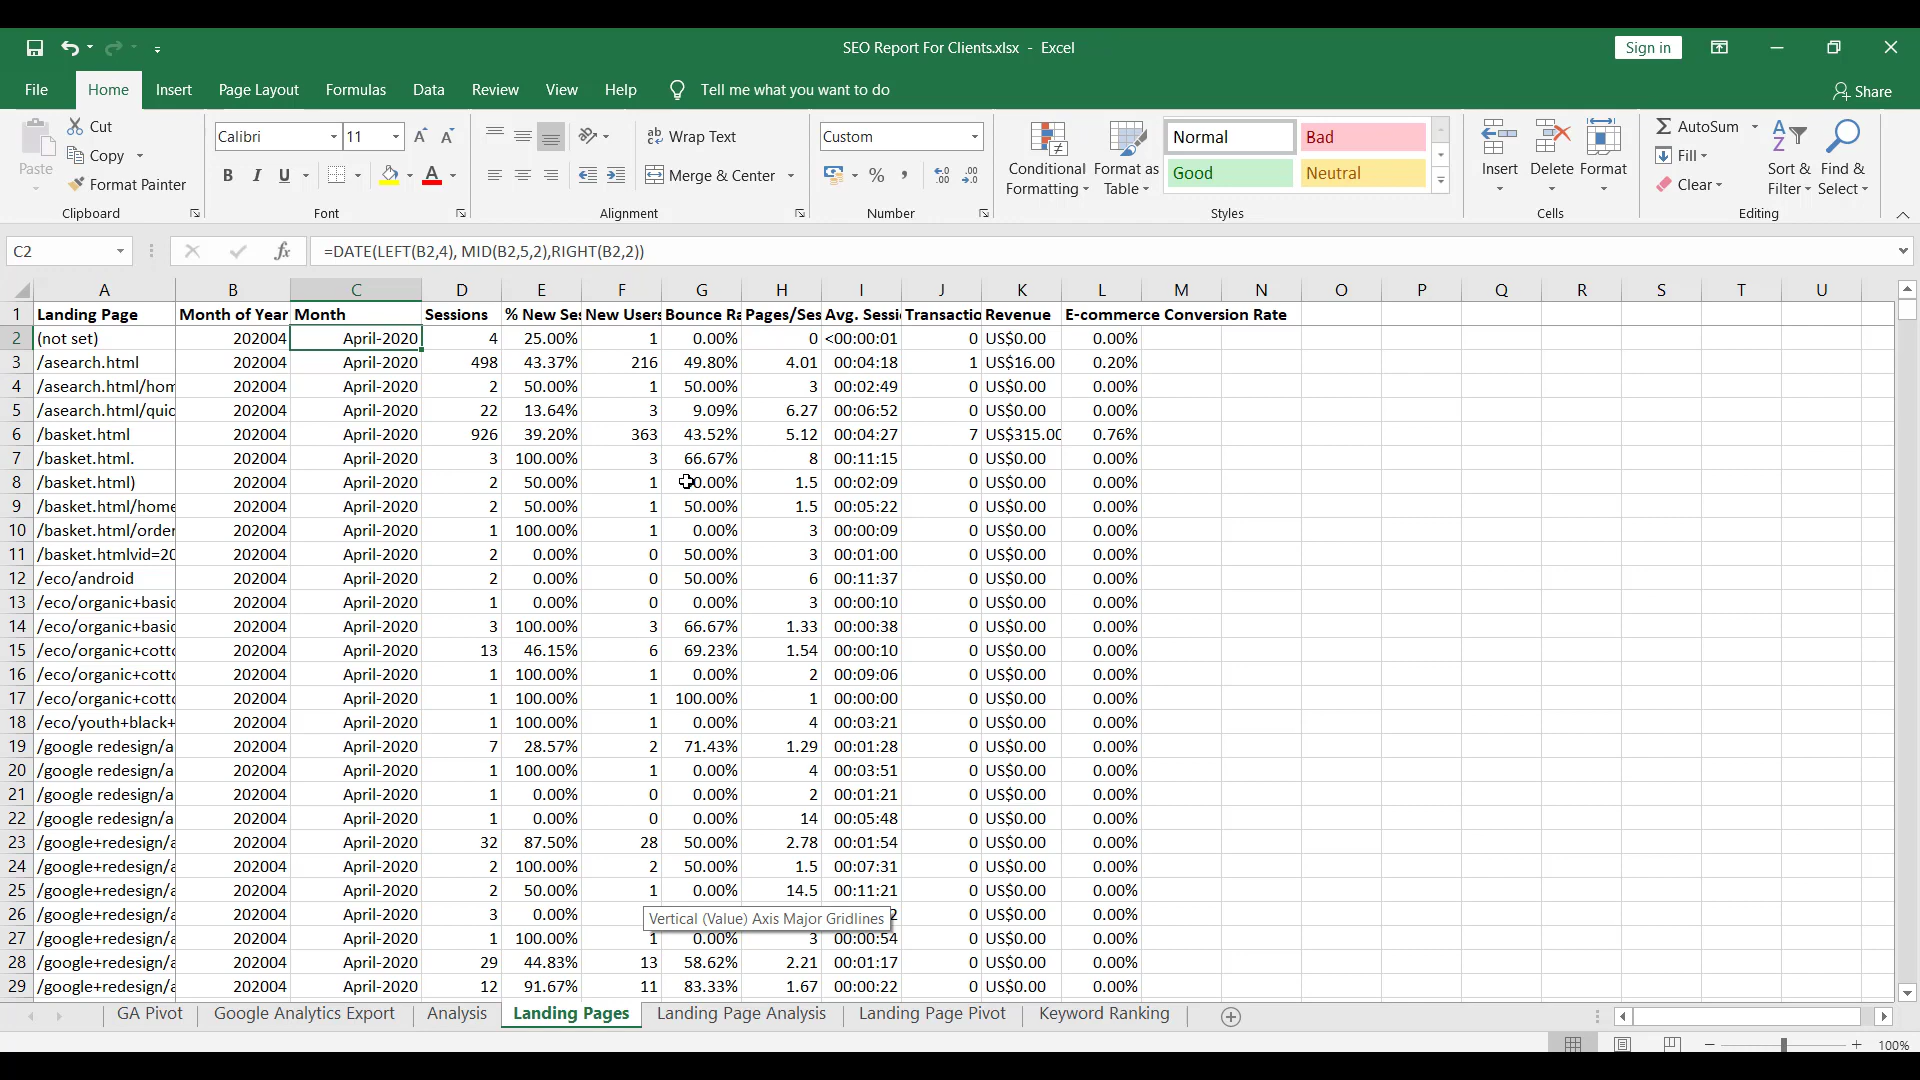 SEO Report For Clients.xlsx - Excel
Sign in
File Home Insert Page Layout Formulas Data Review View Help Tell me what you want to do Share
Cut Calibri 11 Wrap Text Custom Normal Bad AutoSum
Paste Copy Conditional Formatting Format as Table Insert Delete Format Fill Sort & Filter Find & Select
Format Painter B I U A Merge & Center % , Good Neutral Clear
Clipboard Font Alignment Number Styles Cells Editing
C2 fx =DATE(LEFT(B2,4), MID(B2,5,2),RIGHT(B2,2))
A B C D E F G H I J K L M N O P Q R S T U
1 Landing Page Month of Year Month Sessions % New Ses New Users Bounce Ra Pages/Ses Avg. Sessi Transactio Revenue E-commerce Conversion Rate
2 (not set) 202004 April-2020 4 25.00% 1 0.00% 0 <00:00:01 0 US$0.00 0.00%
3 /asearch.html 202004 April-2020 498 43.37% 216 49.80% 4.01 00:04:18 1 US$16.00 0.20%
4 /asearch.html/hom 202004 April-2020 2 50.00% 1 50.00% 3 00:02:49 0 US$0.00 0.00%
5 /asearch.html/quic 202004 April-2020 22 13.64% 3 9.09% 6.27 00:06:52 0 US$0.00 0.00%
6 /basket.html 202004 April-2020 926 39.20% 363 43.52% 5.12 00:04:27 7 US$315.00 0.76%
7 /basket.html. 202004 April-2020 3 100.00% 3 66.67% 8 00:11:15 0 US$0.00 0.00%
8 /basket.html) 202004 April-2020 2 50.00% 1 0.00% 1.5 00:02:09 0 US$0.00 0.00%
9 /basket.html/home 202004 April-2020 2 50.00% 1 50.00% 1.5 00:05:22 0 US$0.00 0.00%
10 /basket.html/order 202004 April-2020 1 100.00% 1 0.00% 3 00:00:09 0 US$0.00 0.00%
11 /basket.htmlvid=20 202004 April-2020 2 0.00% 0 50.00% 3 00:01:00 0 US$0.00 0.00%
12 /eco/android 202004 April-2020 2 0.00% 0 50.00% 6 00:11:37 0 US$0.00 0.00%
13 /eco/organic+basic 202004 April-2020 1 0.00% 0 0.00% 3 00:00:10 0 US$0.00 0.00%
14 /eco/organic+basic 202004 April-2020 3 100.00% 3 66.67% 1.33 00:00:38 0 US$0.00 0.00%
15 /eco/organic+cotto 202004 April-2020 13 46.15% 6 69.23% 1.54 00:00:10 0 US$0.00 0.00%
16 /eco/organic+cotto 202004 April-2020 1 100.00% 1 0.00% 2 00:09:06 0 US$0.00 0.00%
17 /eco/organic+cotto 202004 April-2020 1 100.00% 1 100.00% 1 00:00:00 0 US$0.00 0.00%
18 /eco/youth+black+ 202004 April-2020 1 100.00% 1 0.00% 4 00:03:21 0 US$0.00 0.00%
19 /google redesign/a 202004 April-2020 7 28.57% 2 71.43% 1.29 00:01:28 0 US$0.00 0.00%
20 /google redesign/a 202004 April-2020 1 100.00% 1 0.00% 4 00:03:51 0 US$0.00 0.00%
21 /google redesign/a 202004 April-2020 1 0.00% 0 0.00% 2 00:01:21 0 US$0.00 0.00%
22 /google redesign/a 202004 April-2020 1 0.00% 0 0.00% 14 00:05:48 0 US$0.00 0.00%
23 /google+redesign/a 202004 April-2020 32 87.50% 28 50.00% 2.78 00:01:54 0 US$0.00 0.00%
24 /google+redesign/a 202004 April-2020 2 100.00% 2 50.00% 1.5 00:07:31 0 US$0.00 0.00%
25 /google+redesign/a 202004 April-2020 2 50.00% 1 0.00% 14.5 00:11:21 0 US$0.00 0.00%
26 /google+redesign/a 202004 April-2020 3 0.00% Vertical (Value) Axis Major Gridlines 2 0 US$0.00 0.00%
27 /google+redesign/a 202004 April-2020 1 100.00% 1 0.00% 3 00:00:54 0 US$0.00 0.00%
28 /google+redesign/a 202004 April-2020 29 44.83% 13 58.62% 2.21 00:01:17 0 US$0.00 0.00%
29 /google+redesign/a 202004 April-2020 12 91.67% 11 83.33% 1.67 00:00:22 0 US$0.00 0.00%
GA Pivot Google Analytics Export Analysis Landing Pages Landing Page Analysis Landing Page Pivot Keyword Ranking
100%